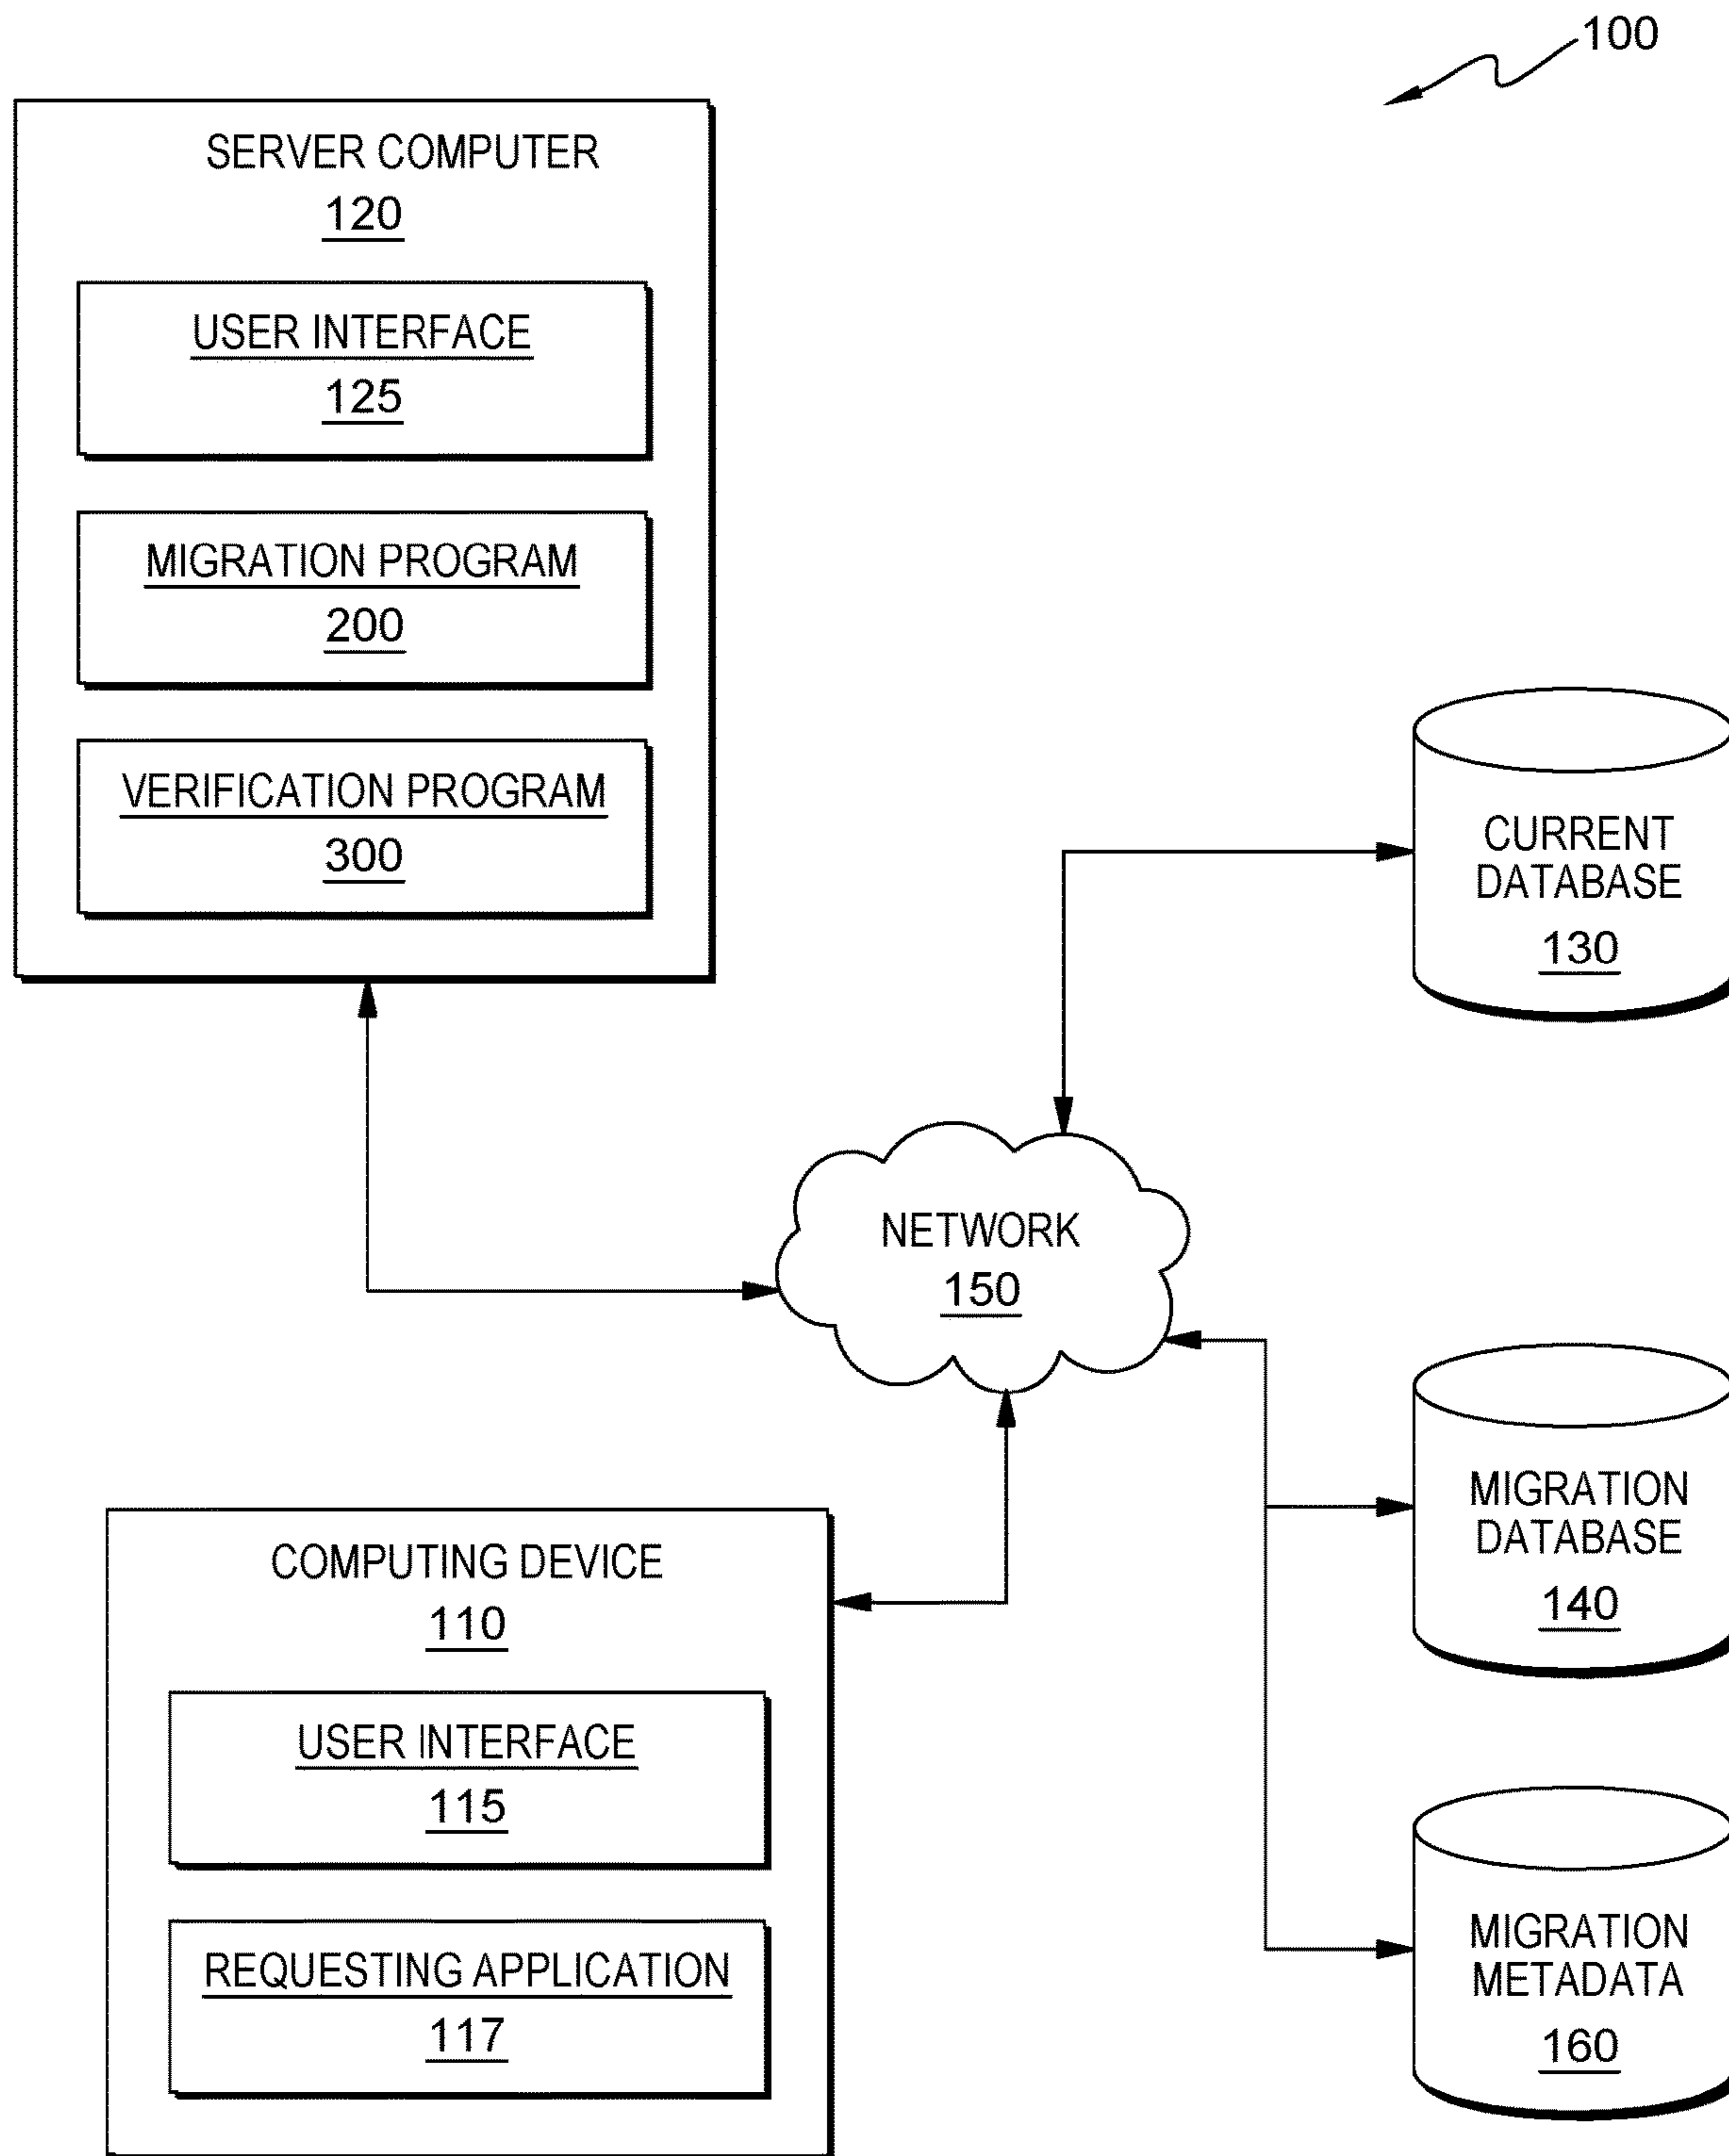 100
SERVER COMPUTER
120
USER INTERFACE
125
MIGRATION PROGRAM
200
VERIFICATION PROGRAM
300
CURRENT
DATABASE
130
NETWORK
150
COMPUTING DEVICE
110
USER INTERFACE
115
REQUESTING APPLICATION
117
MIGRATION
DATABASE
140
MIGRATION
METADATA
160